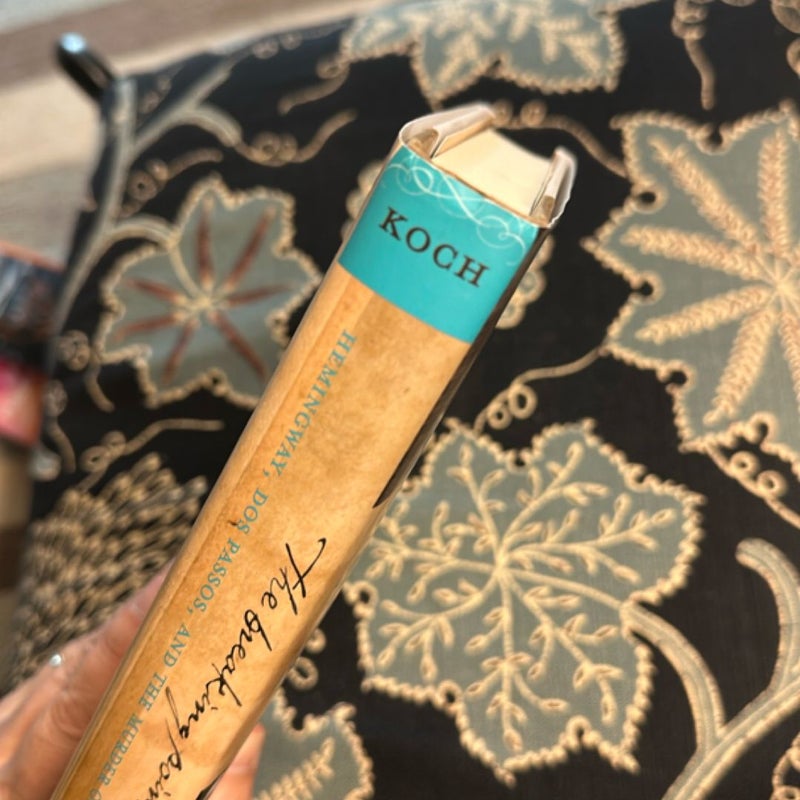 KOCH
HEMINGWAY, DOS PASSOS, AND THE MURDER
The breaking